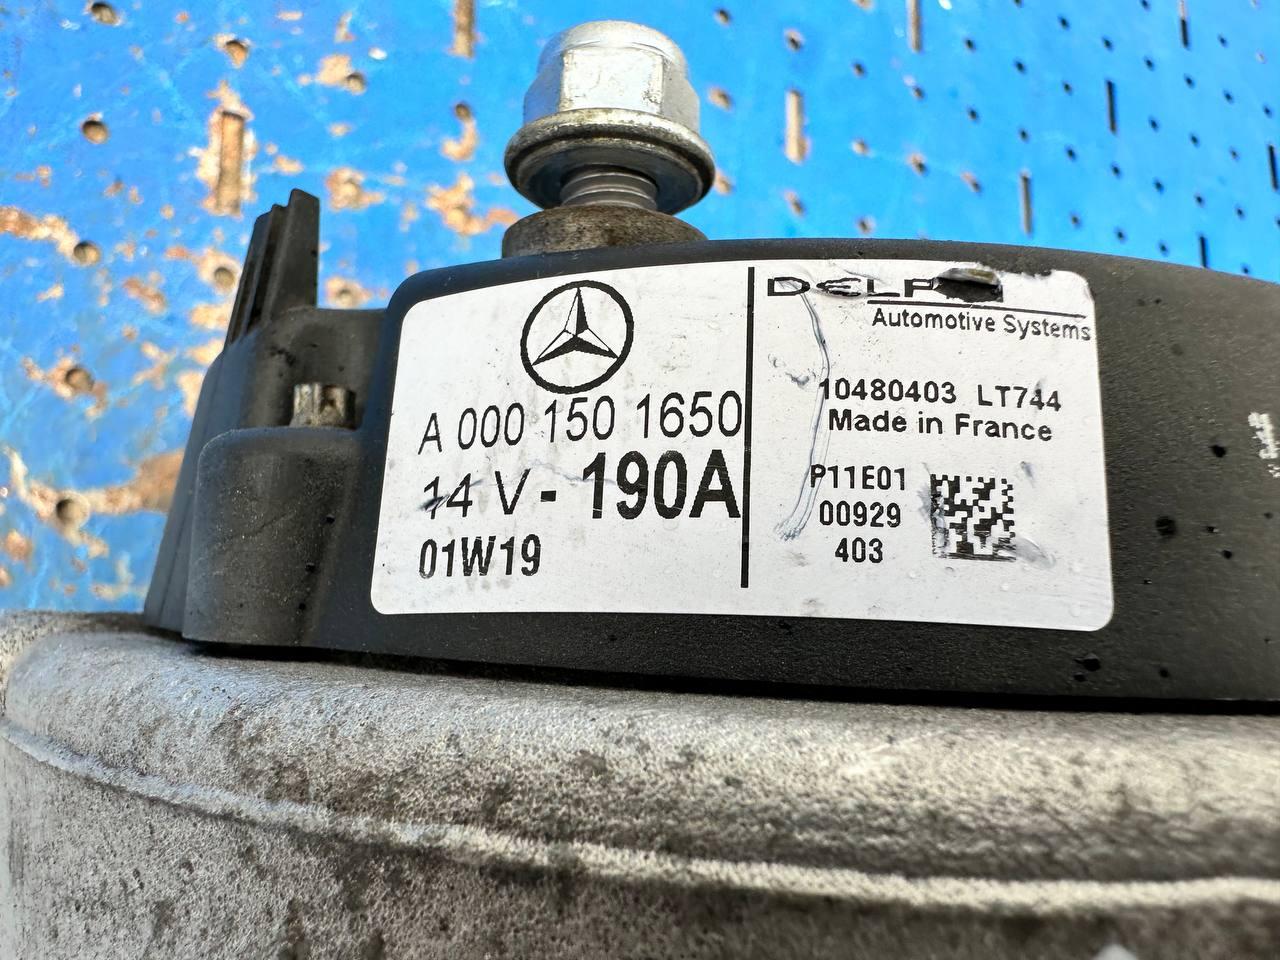 A 000 150 1650
14 V - 190A
01W19
Automotive Systems
10480403 LT744
Made in France
P11E01
00929
403